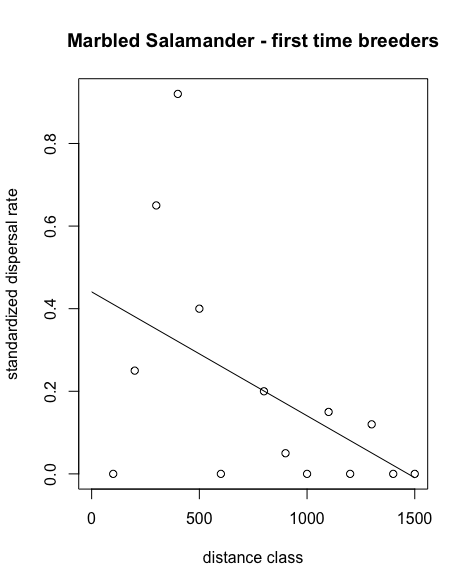 Marbled Salamander - first time breeders
standardized dispersal rate
0.8
0.6
0.4
0.2
0.0
0 500 1000 1500
distance class